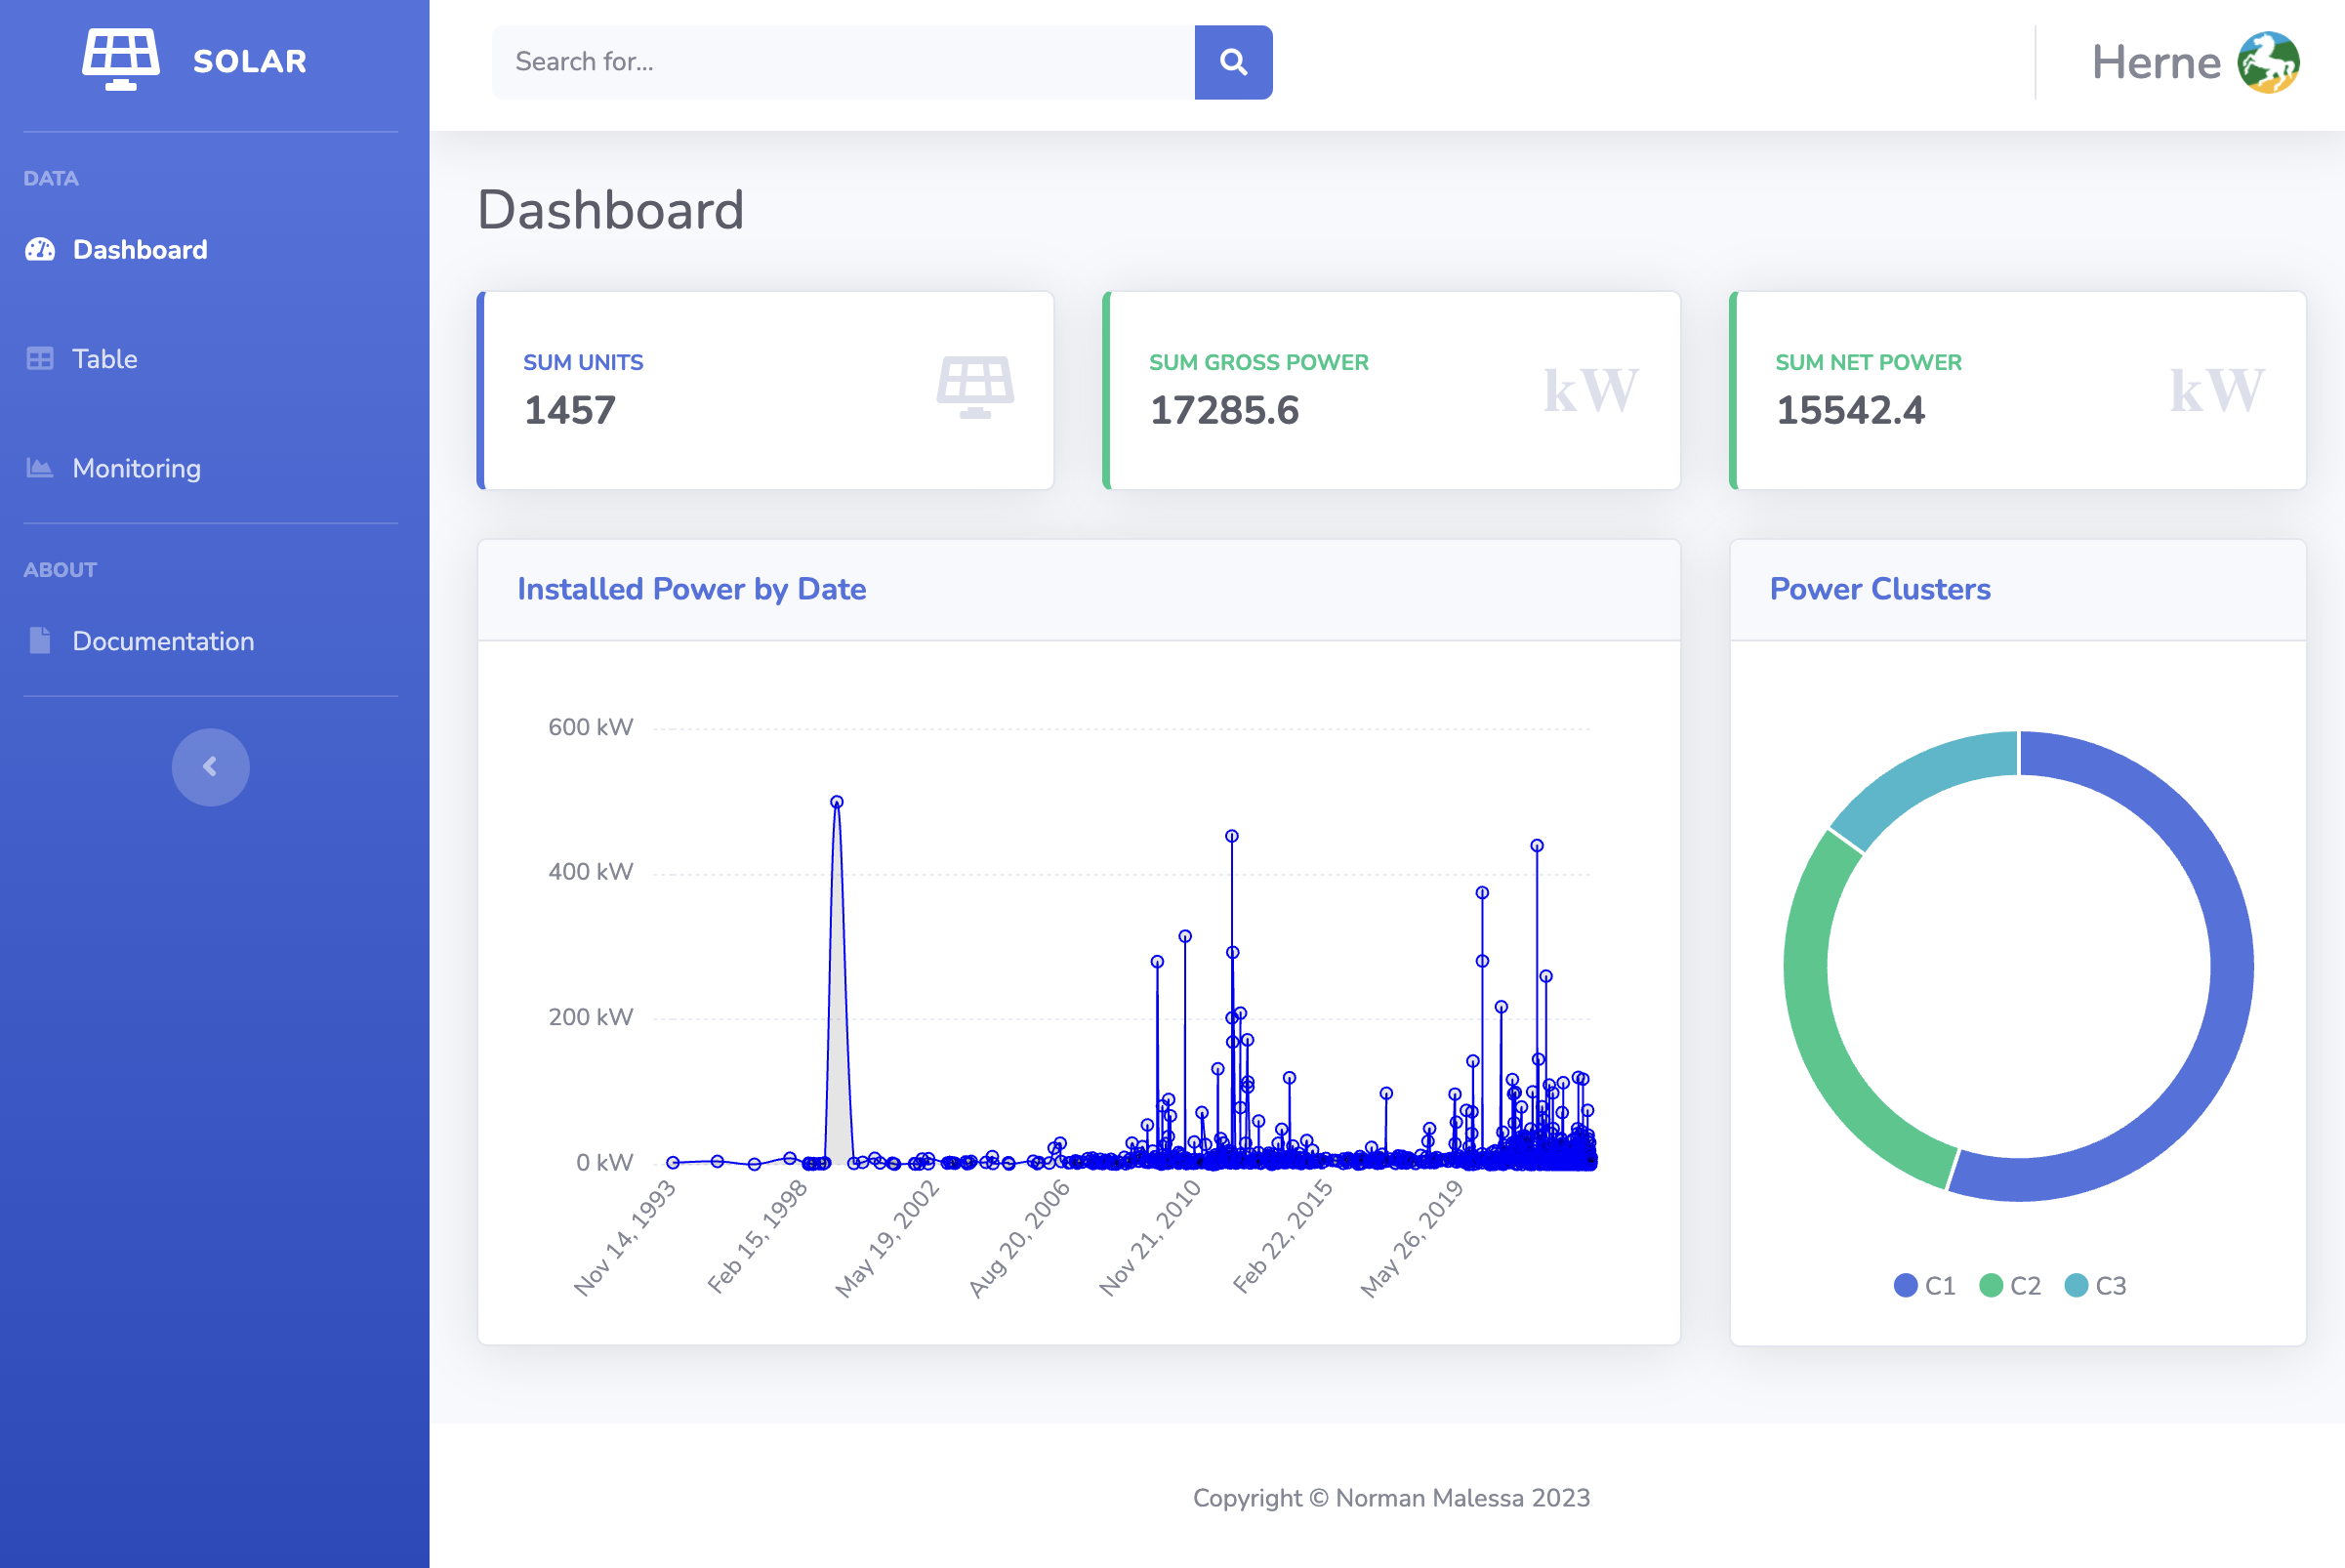 SOLAR
Search for...
Herne
DATA
Dashboard
Table
Monitoring
ABOUT
Documentation
Dashboard
SUM UNITS
1457
SUM GROSS POWER
17285.6
kW
SUM NET POWER
15542.4
kW
Installed Power by Date
600 kW
400 kW
200 kW
0 kW
Nov 14, 1993
Feb 15, 1998
May 19, 2002
Aug 20, 2006
Nov 21, 2010
Feb 22, 2015
May 26, 2019
Power Clusters
C1 C2 C3
Copyright © Norman Malessa 2023